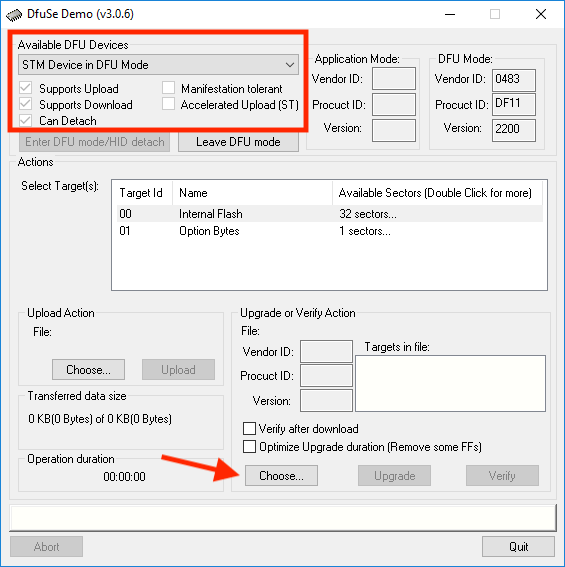 DfuSe Demo (v3.0.6)
Available DFU Devices
STM Device in DFU Mode
Supports Upload
Manifestation tolerant
Supports Download
Accelerated Upload (ST)
Can Detach
Enter DFU mode/HID detach
Leave DFU mode
Application Mode:
Vendor ID:
Procuct ID:
Version:
DFU Mode:
Vendor ID: 0483
Procuct ID: DF11
Version: 2200
Actions
Select Target(s):
Target Id Name Available Sectors (Double Click for more)
00 Internal Flash 32 sectors...
01 Option Bytes 1 sectors...
Upload Action
File:
Choose... Upload
Transferred data size
0 KB(0 Bytes) of 0 KB(0 Bytes)
Operation duration
00:00:00
Upgrade or Verify Action
File:
Vendor ID:
Procuct ID:
Version:
Targets in file:
Verify after download
Optimize Upgrade duration (Remove some FFs)
Choose... Upgrade Verify
Abort Quit